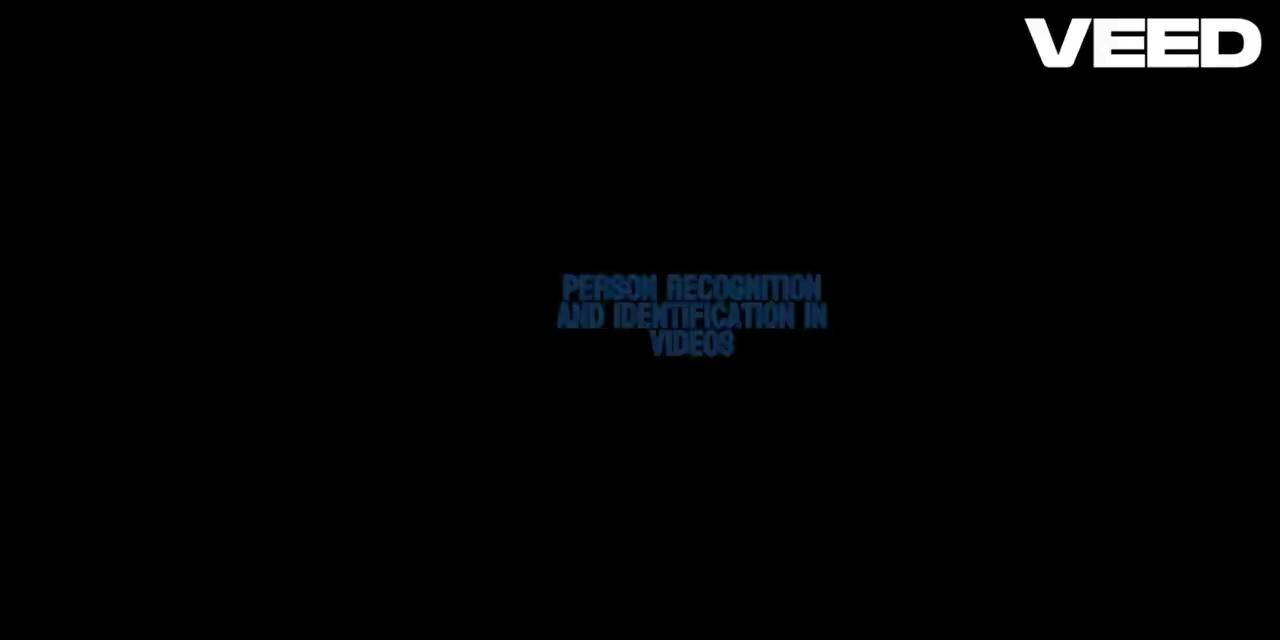 VEED
PERSON RECOGNITION
AND IDENTIFICATION IN
VIDEOS